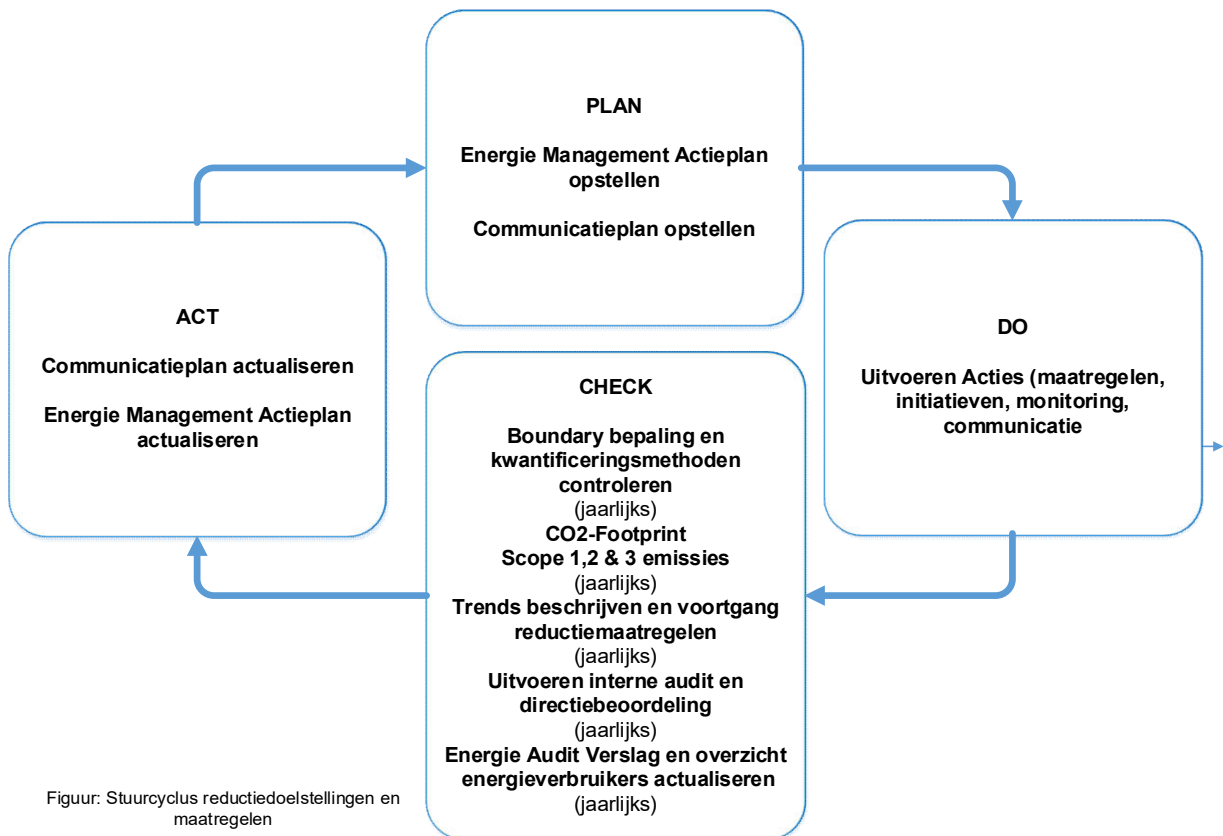 PLAN
Energie Management Actieplan
opstellen
Communicatieplan opstellen
DO
Uitvoeren Acties (maatregelen,
initiatieven, monitoring,
communicatie
CHECK
Boundary bepaling en
kwantificeringsmethoden
controleren
(jaarlijks)
CO2-Footprint
Scope 1,2 & 3 emissies
(jaarlijks)
Trends beschrijven en voortgang
reductiemaatregelen
(jaarlijks)
Uitvoeren interne audit en
directiebeoordeling
(jaarlijks)
Energie Audit Verslag en overzicht
energieverbruikers actualiseren
(jaarlijks)
ACT
Communicatieplan actualiseren
Energie Management Actieplan
actualiseren
Figuur: Stuurcyclus reductiedoelstellingen en
maatregelen